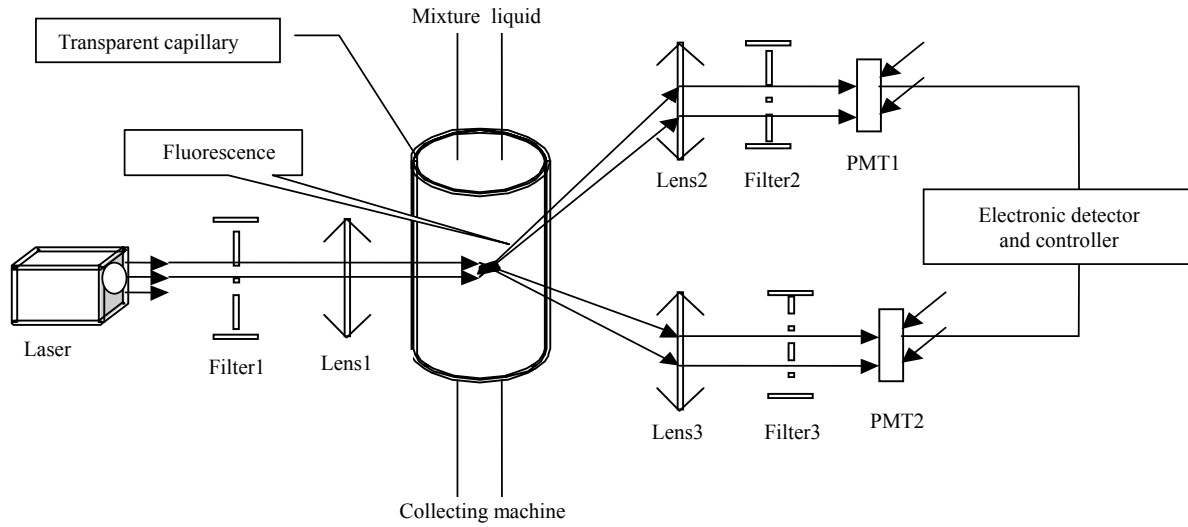 Mixture liquid
Transparent capillary
Fluorescence
Lens2
Filter2
PMT1
Electronic detector
and controller
Laser
Filter1
Lens1
Lens3
Filter3
PMT2
Collecting machine